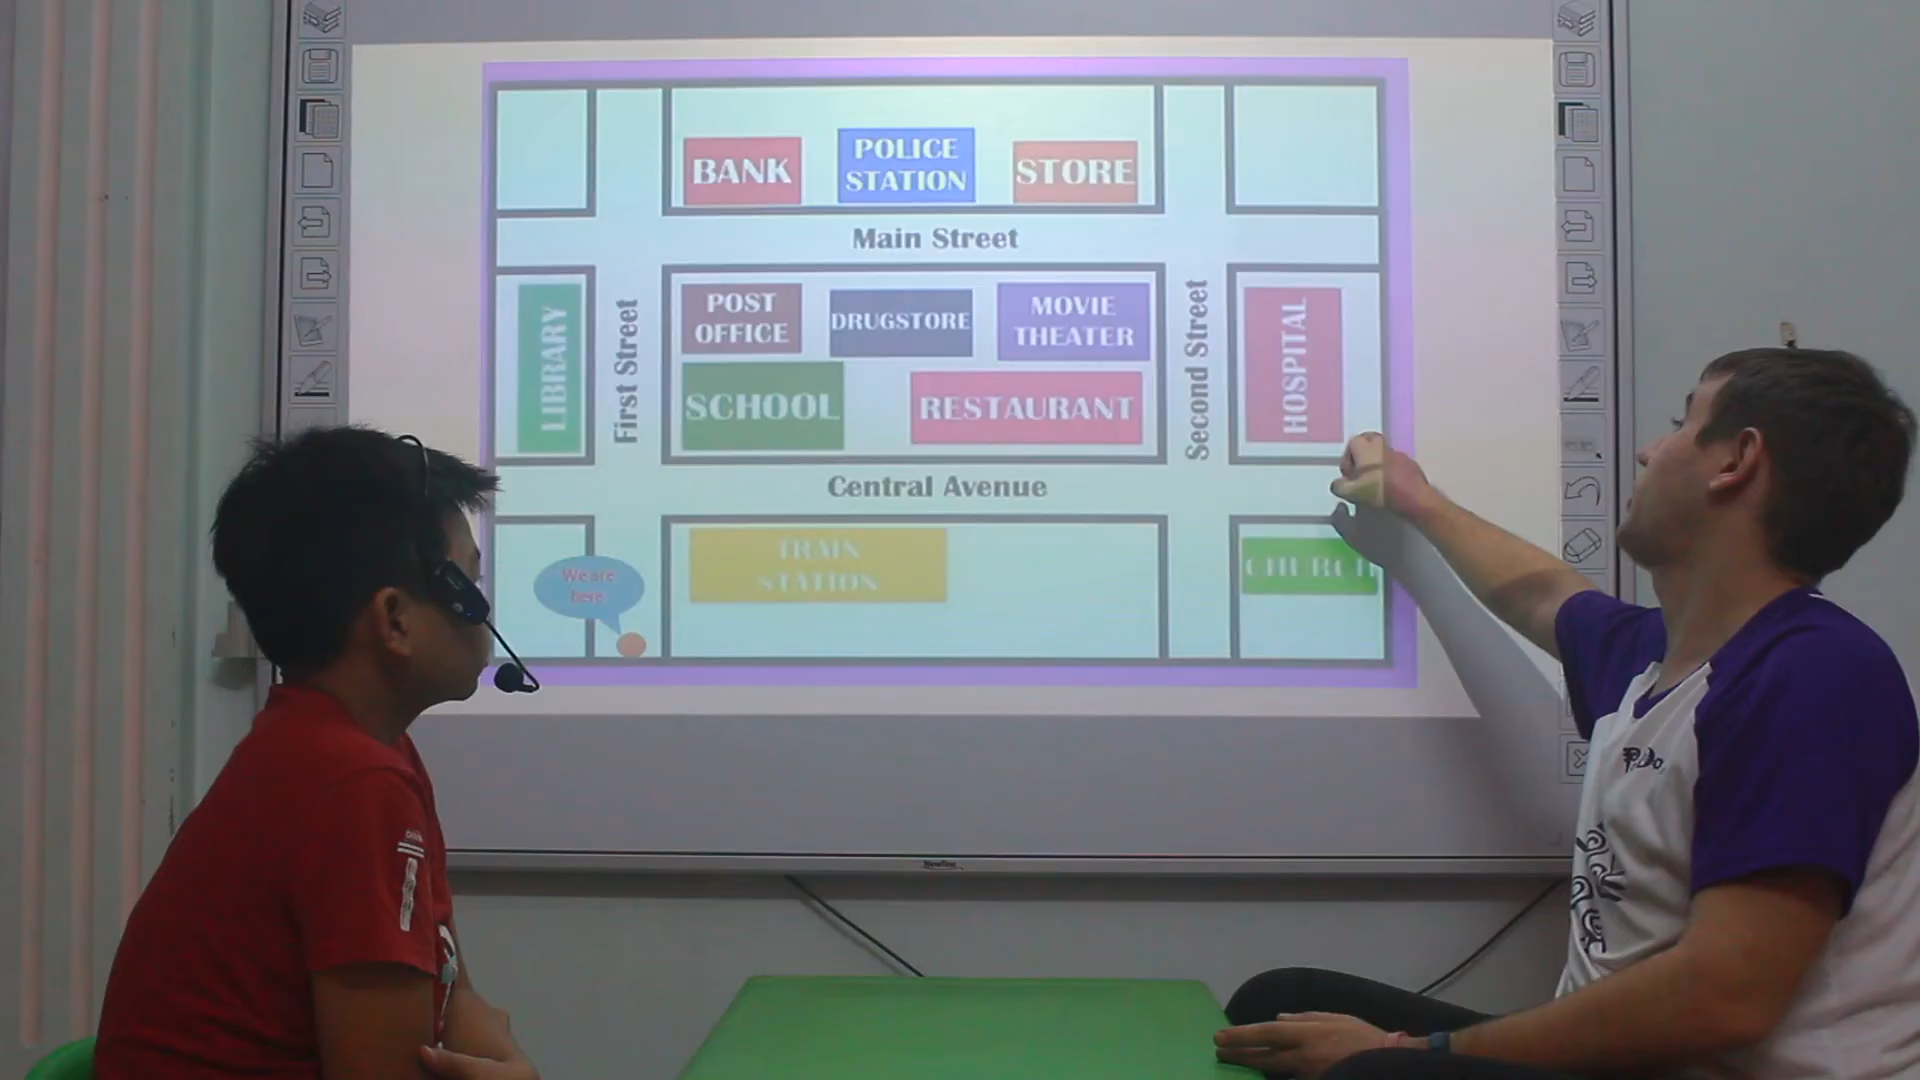 BANK
POLICE
STATION
STORE
Main Street
LIBRARY
First Street
POST
OFFICE
DRUGSTORE
MOVIE
THEATER
Second Street
HOSPITAL
SCHOOL
RESTAURANT
Central Avenue
We are
here
TRAIN
STATION
CHURCH